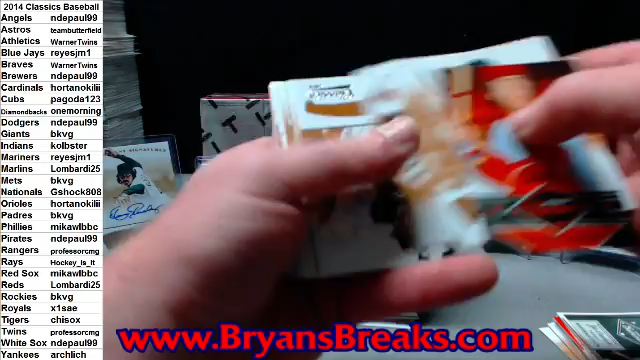 2014 Classics Baseball
Angels ndepaul99
Astros teambutterfield
Athletics WarnerTwins
Blue Jays reyesjm1
Braves WarnerTwins
Brewers ndepaul99
Cardinals hortanokilii
Cubs pagoda123
Diamondbacks onemorning
Dodgers ndepaul99
Giants bkvg
Indians kolbster
Mariners reyesjm1
Marlins Lombardi25
Mets bkvg
Nationals Gshock808
Orioles hortanokilii
Padres bkvg
Phillies mikawlbbc
Pirates ndepaul99
Rangers professorcmg
Rays Hockey_Is_It
Red Sox mikawlbbc
Reds Lombardi25
Rockies bkvg
Royals x1sae
Tigers chisox
Twins professorcmg
White Sox ndepaul99
Yankees archlich
www.BryansBreaks.com